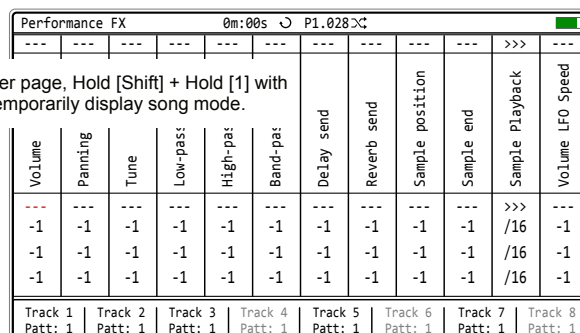 Performance FX 0m:00s P1.028
--- --- --- --- --- --- --- --- --- --- >>> ---
er page, Hold [Shift] + Hold [1] with
emporarily display song mode.
Volume
Panning
Tune
Low-pass
High-pas
Band-pas
Delay send
Reverb send
Sample position
Sample end
Sample Playback
Volume LFO Speed
--- --- --- --- --- --- --- --- --- --- >>> ---
-1 -1 -1 -1 -1 -1 -1 -1 -1 -1 /16 -1
-1 -1 -1 -1 -1 -1 -1 -1 -1 -1 /16 -1
-1 -1 -1 -1 -1 -1 -1 -1 -1 -1 /16 -1
Track 1 | Track 2 | Track 3 | Track 4 | Track 5 | Track 6 | Track 7 | Track 8
Patt: 1 | Patt: 1 | Patt: 1 | Patt: 1 | Patt: 1 | Patt: 1 | Patt: 1 | Patt: 1